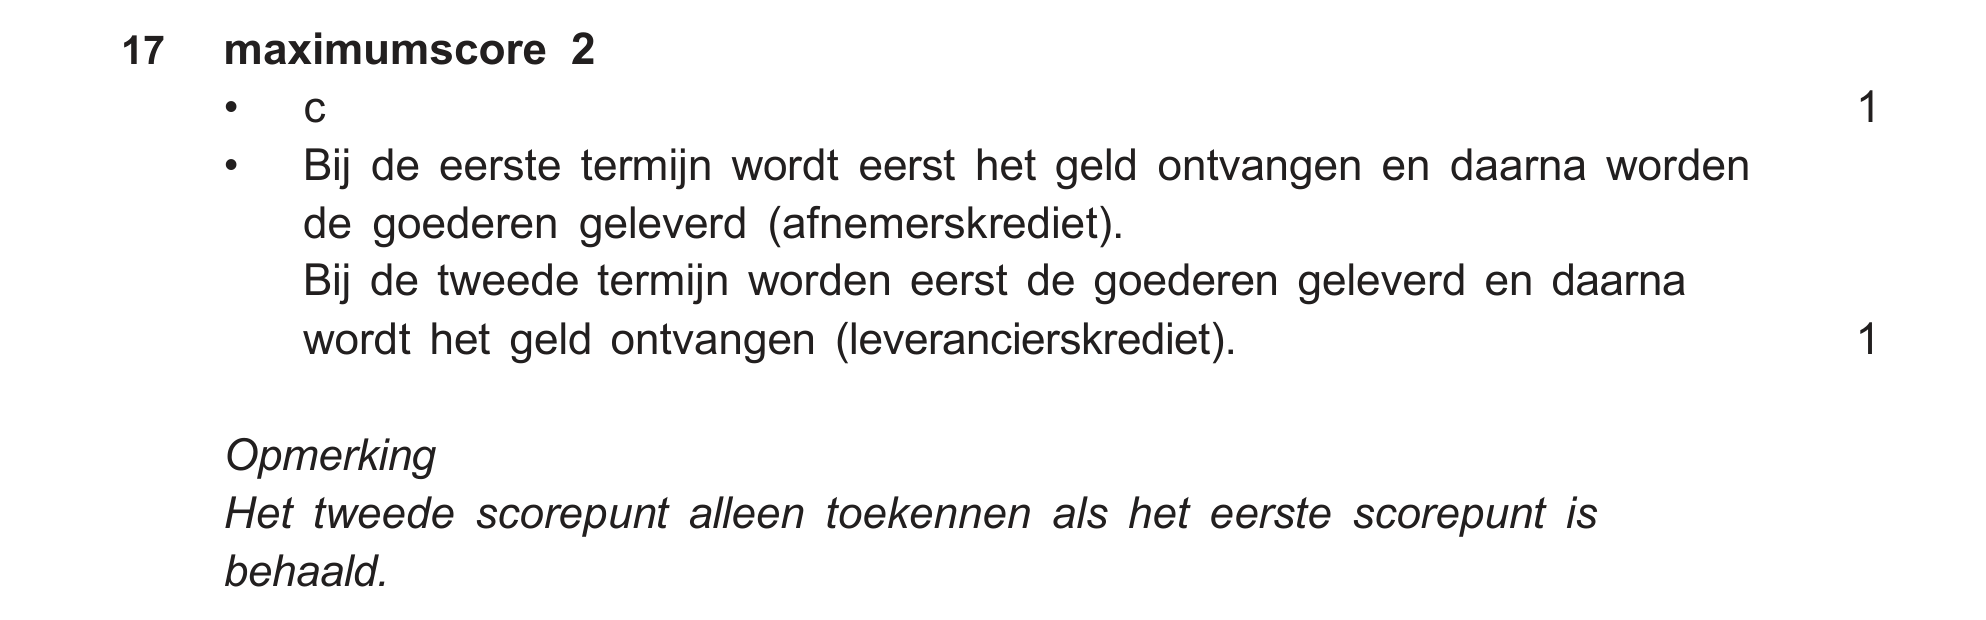 17 maximumscore 2
• c 1
• Bij de eerste termijn wordt eerst het geld ontvangen en daarna worden
de goederen geleverd (afnemerskrediet).
Bij de tweede termijn worden eerst de goederen geleverd en daarna
wordt het geld ontvangen (leverancierskrediet). 1
Opmerking
Het tweede scorepunt alleen toekennen als het eerste scorepunt is
behaald.